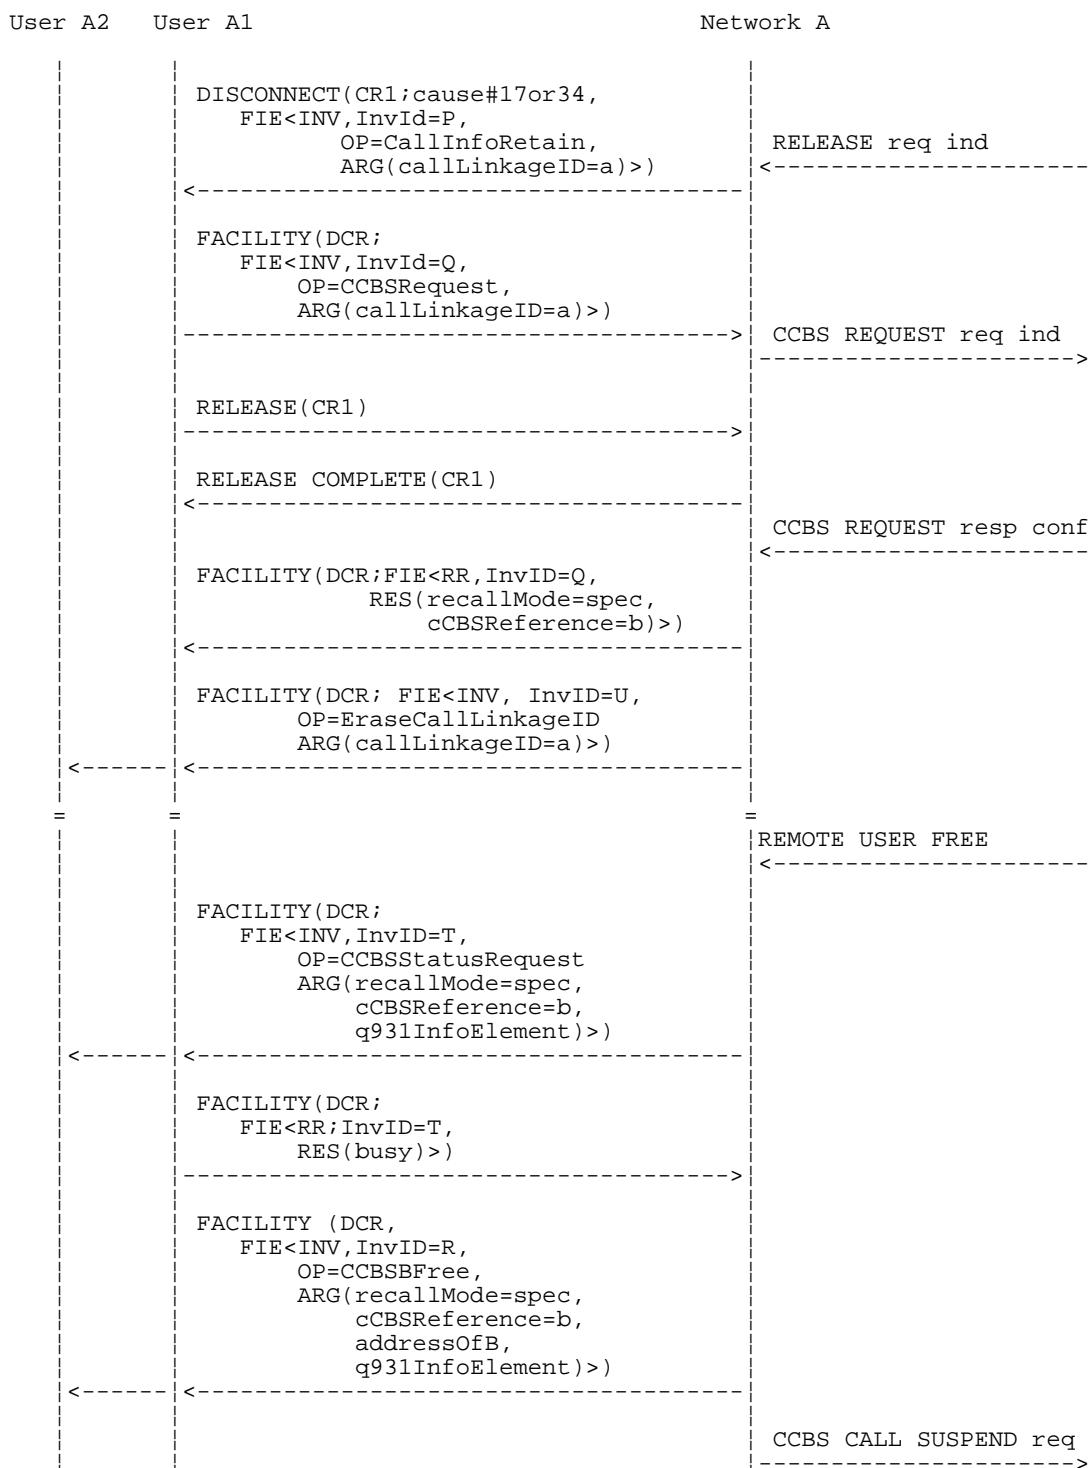 User A2 User A1 Network A
DISCONNECT(CR1;cause#17or34,
FIE<INV,InvId=P,
OP=CallInfoRetain,
RELEASE req ind
ARG(callLinkageID=a)>)
FACILITY(DCR;
FIE<INV,InvId=Q,
OP=CCBSRequest,
ARG(callLinkageID=a)>)
CCBS REQUEST req ind
RELEASE(CR1)
RELEASE COMPLETE(CR1)
CCBS REQUEST resp conf
FACILITY(DCR;FIE<RR,InvID=Q,
RES(recallMode=spec,
cCBSReference=b)>)
FACILITY(DCR; FIE<INV, InvID=U,
OP=EraseCallLinkageID
ARG(callLinkageID=a)>)
REMOTE USER FREE
FACILITY(DCR;
FIE<INV,InvID=T,
OP=CCBSStatusRequest
ARG(recallMode=spec,
cCBSReference=b,
q931InfoElement)>)
FACILITY(DCR;
FIE<RR;InvID=T,
RES(busy)>)
FACILITY (DCR,
FIE<INV,InvID=R,
OP=CCBSBFree,
ARG(recallMode=spec,
cCBSReference=b,
addressOfB,
q931InfoElement)>)
CCBS CALL SUSPEND req